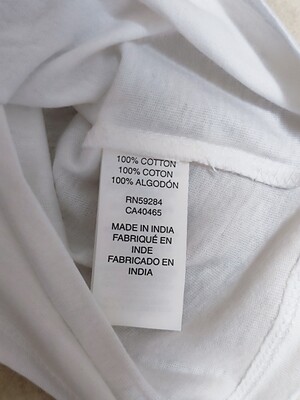 100% COTTON
100% COTON
100% ALGODÓN
RN59284
CA40465
MADE IN INDIA
FABRIQUÉ EN
INDE
FABRICADO EN
INDIA